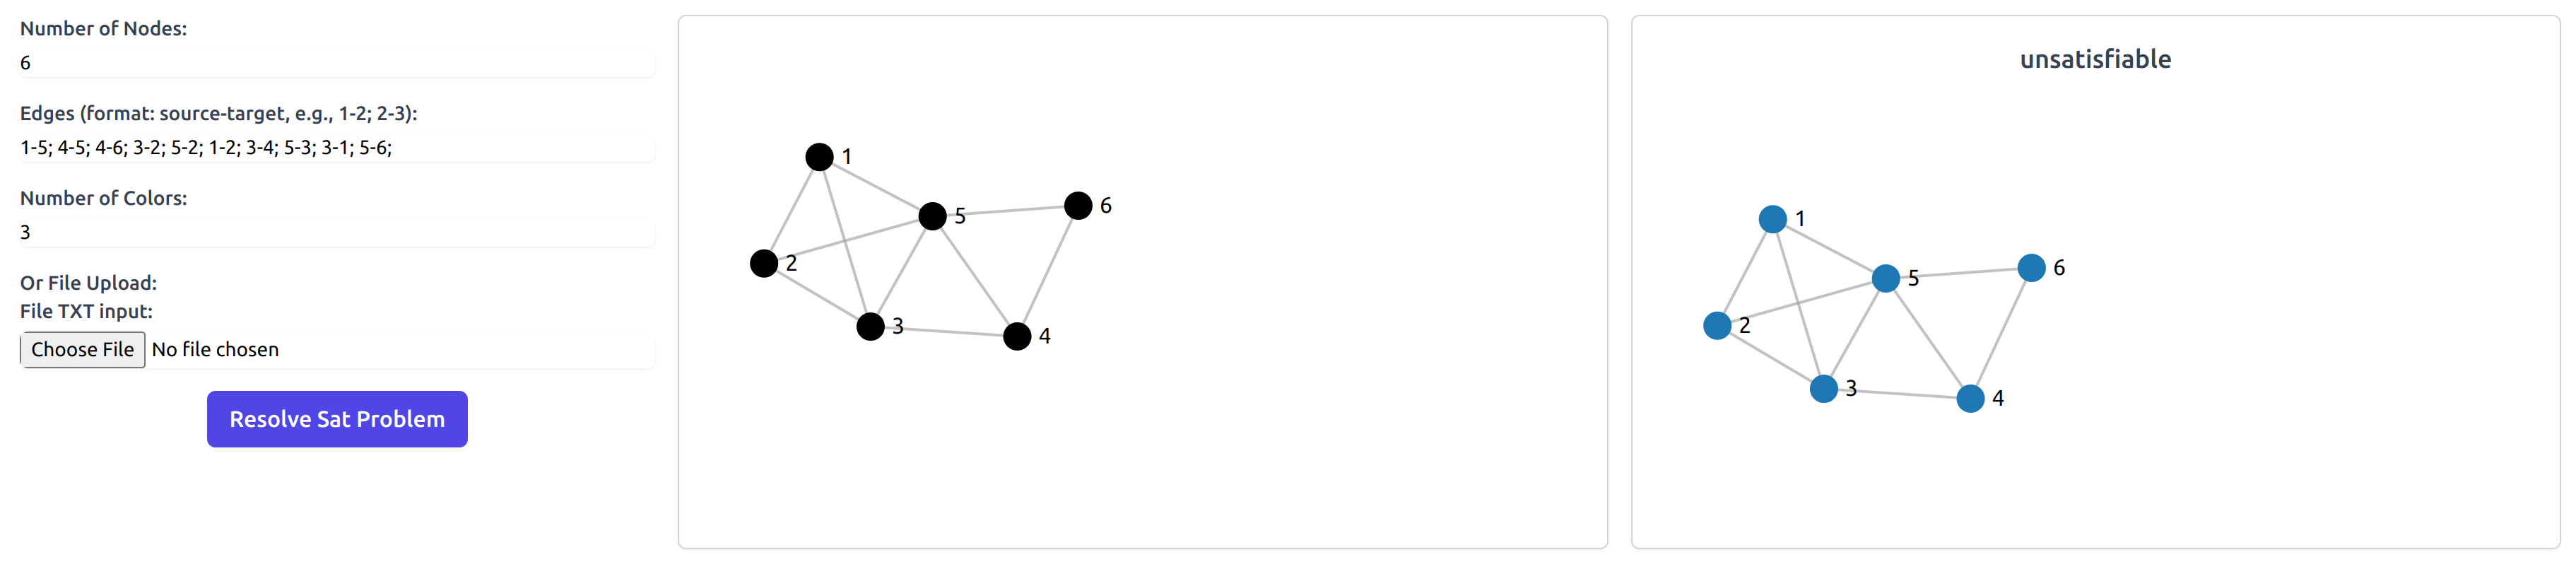 Number of Nodes:
6
Edges (format: source-target, e.g., 1-2; 2-3):
1-5; 4-5; 4-6; 3-2; 5-2; 1-2; 3-4; 5-3; 3-1; 5-6;
Number of Colors:
3
Or File Upload:
File TXT input:
Choose File No file chosen
Resolve Sat Problem
1
6
5
2
3
4
unsatisfiable
1
6
5
2
3
4